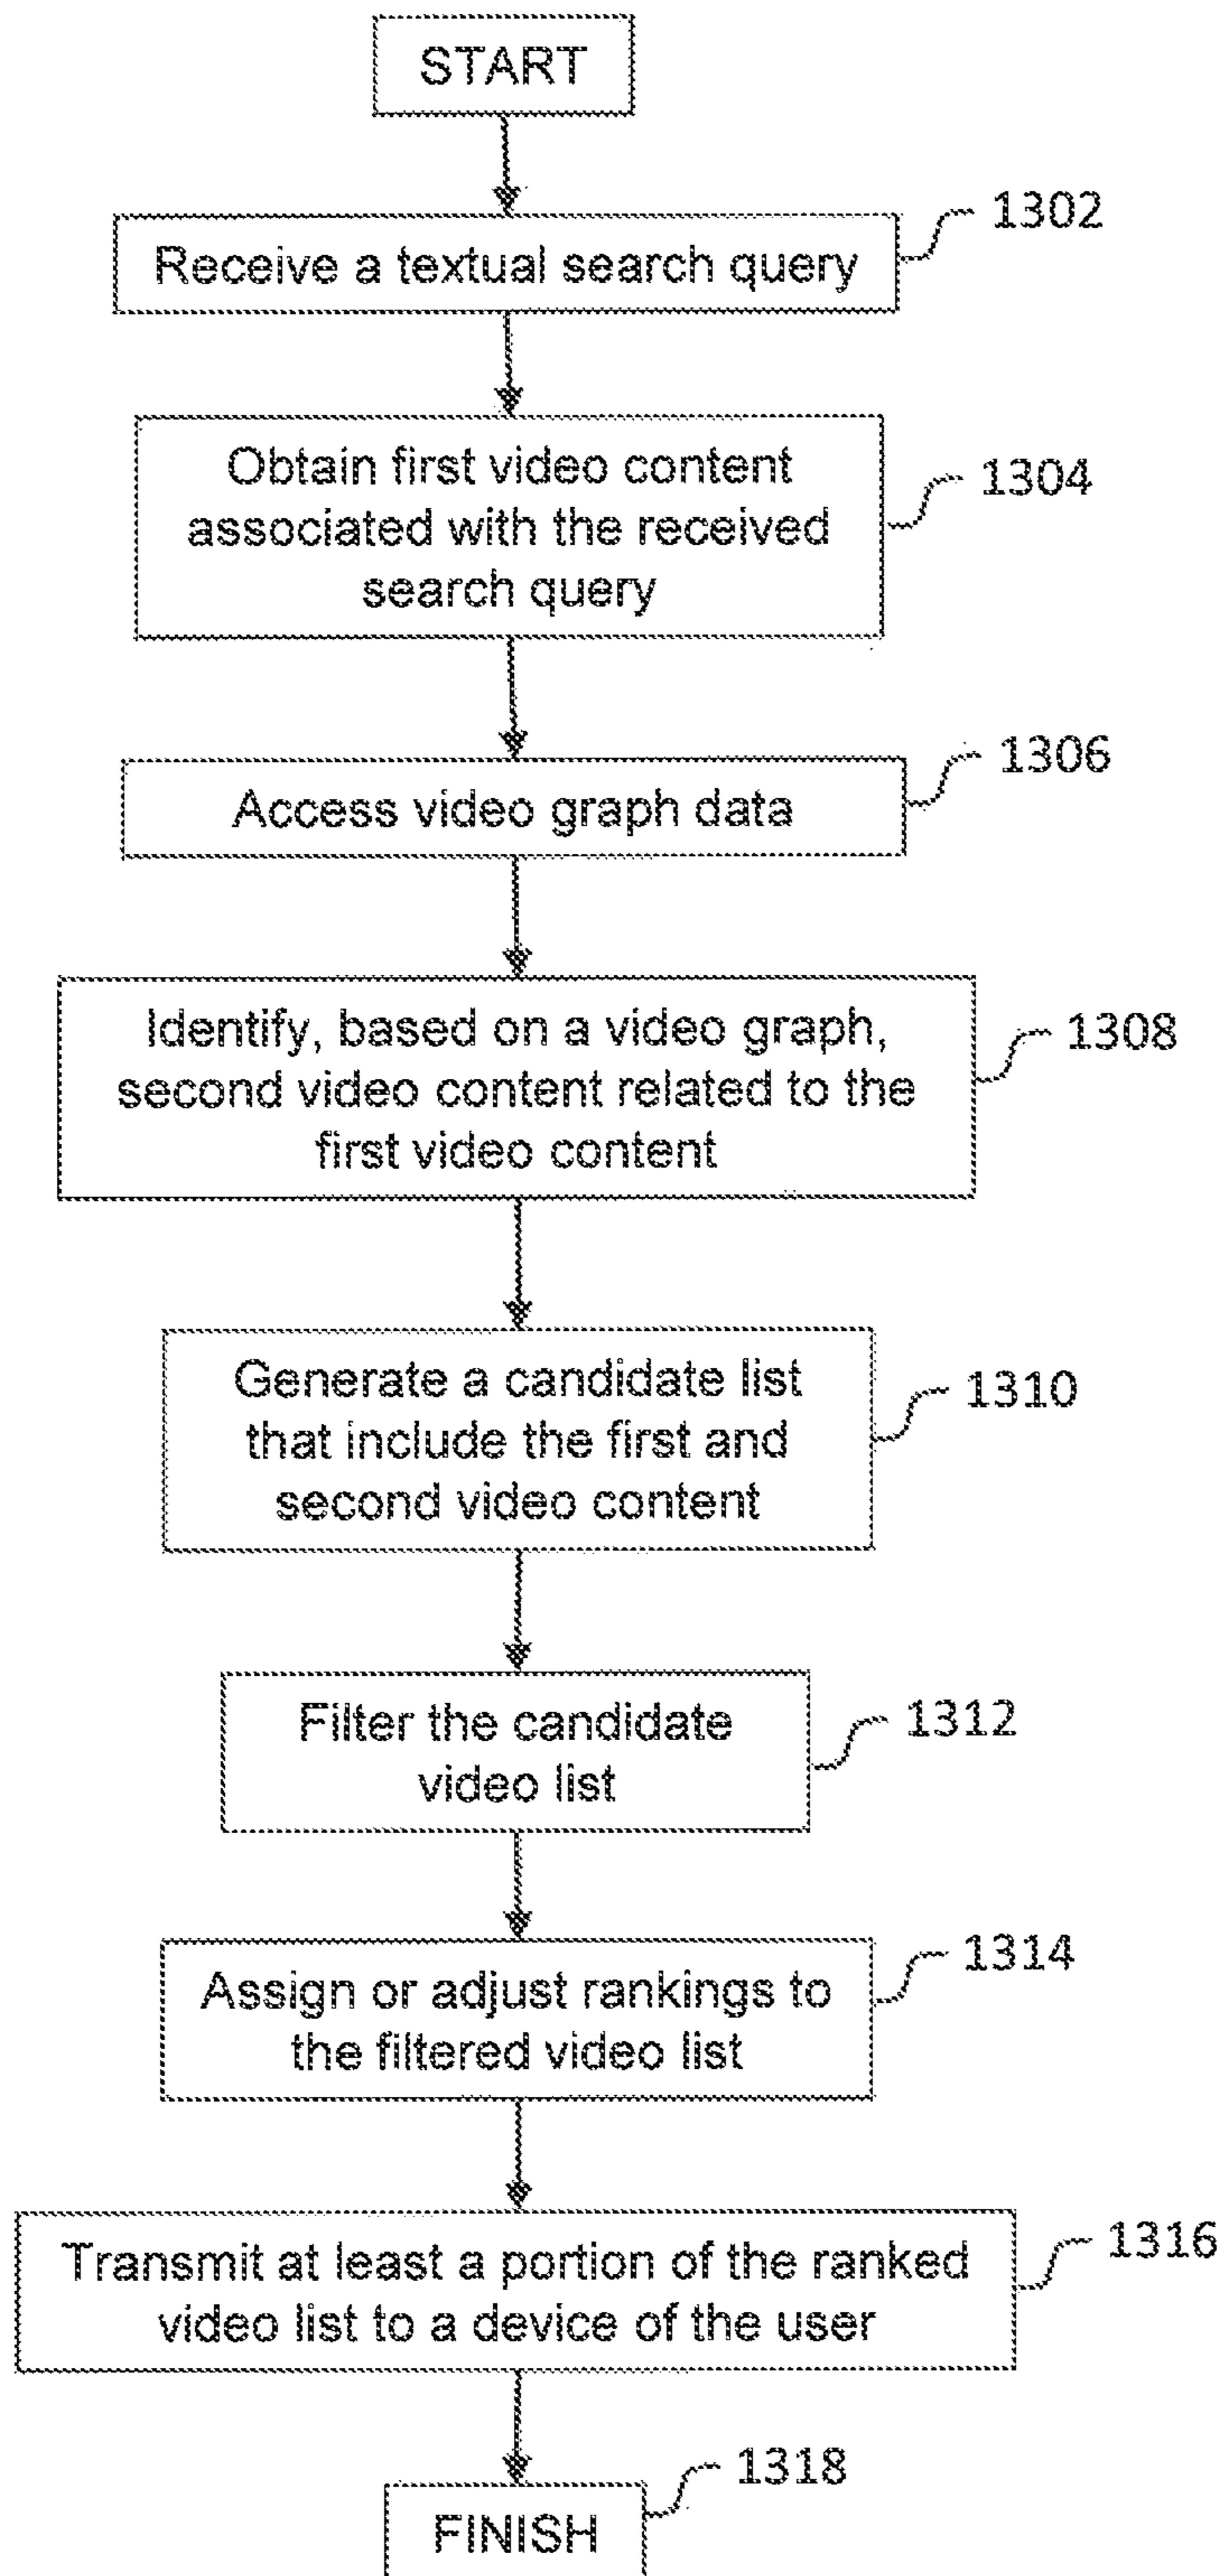 START
1302
Receive a textual search query
Obtain first video content
associated with the received
search query
1304
1306
Access video graph data
Identify, based on a video graph,
second video content related to the
first video content
1308
Generate a candidate list
that include the first and
second video content
1310
Filter the candidate
video list
1312
Assign or adjust rankings to
the filtered video list
1314
Transmit at least a portion of the ranked
video list to a device of the user
1316
1318
FINISH